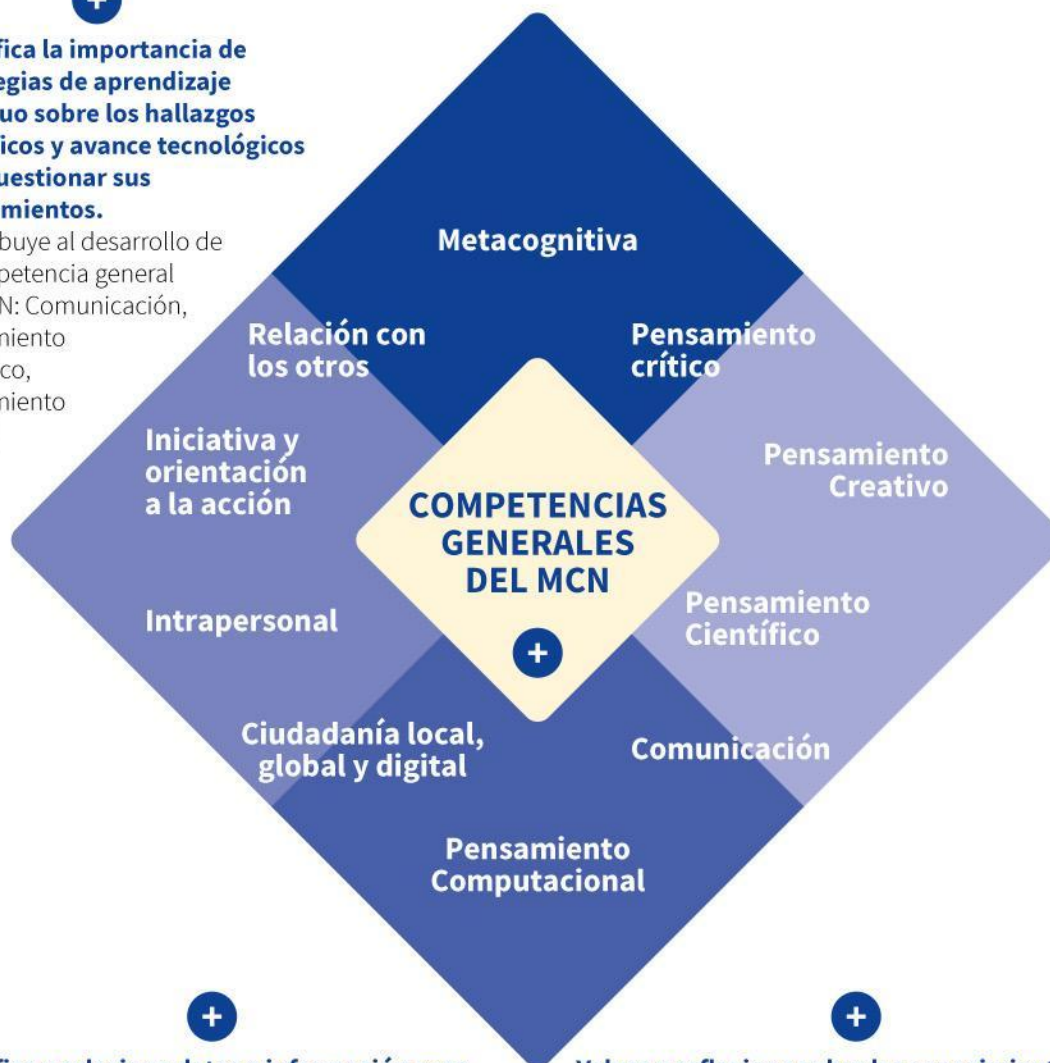 fica la importancia de
egias de aprendizaje
uo sobre los hallazgos
icos y avance tecnológicos
uestionar sus
mientos.
buye al desarrollo de
petencia general
N: Comunicación,
miento
co,
miento
Metacognitiva
Relación con
los otros
Pensamiento
crítico
Iniciativa y
orientación
a la acción
Pensamiento
Creativo
COMPETENCIAS
GENERALES
DEL MCN
+
Intrapersonal
Pensamiento
Científico
Ciudadanía local,
global y digital
Comunicación
Pensamiento
Computacional
+
+